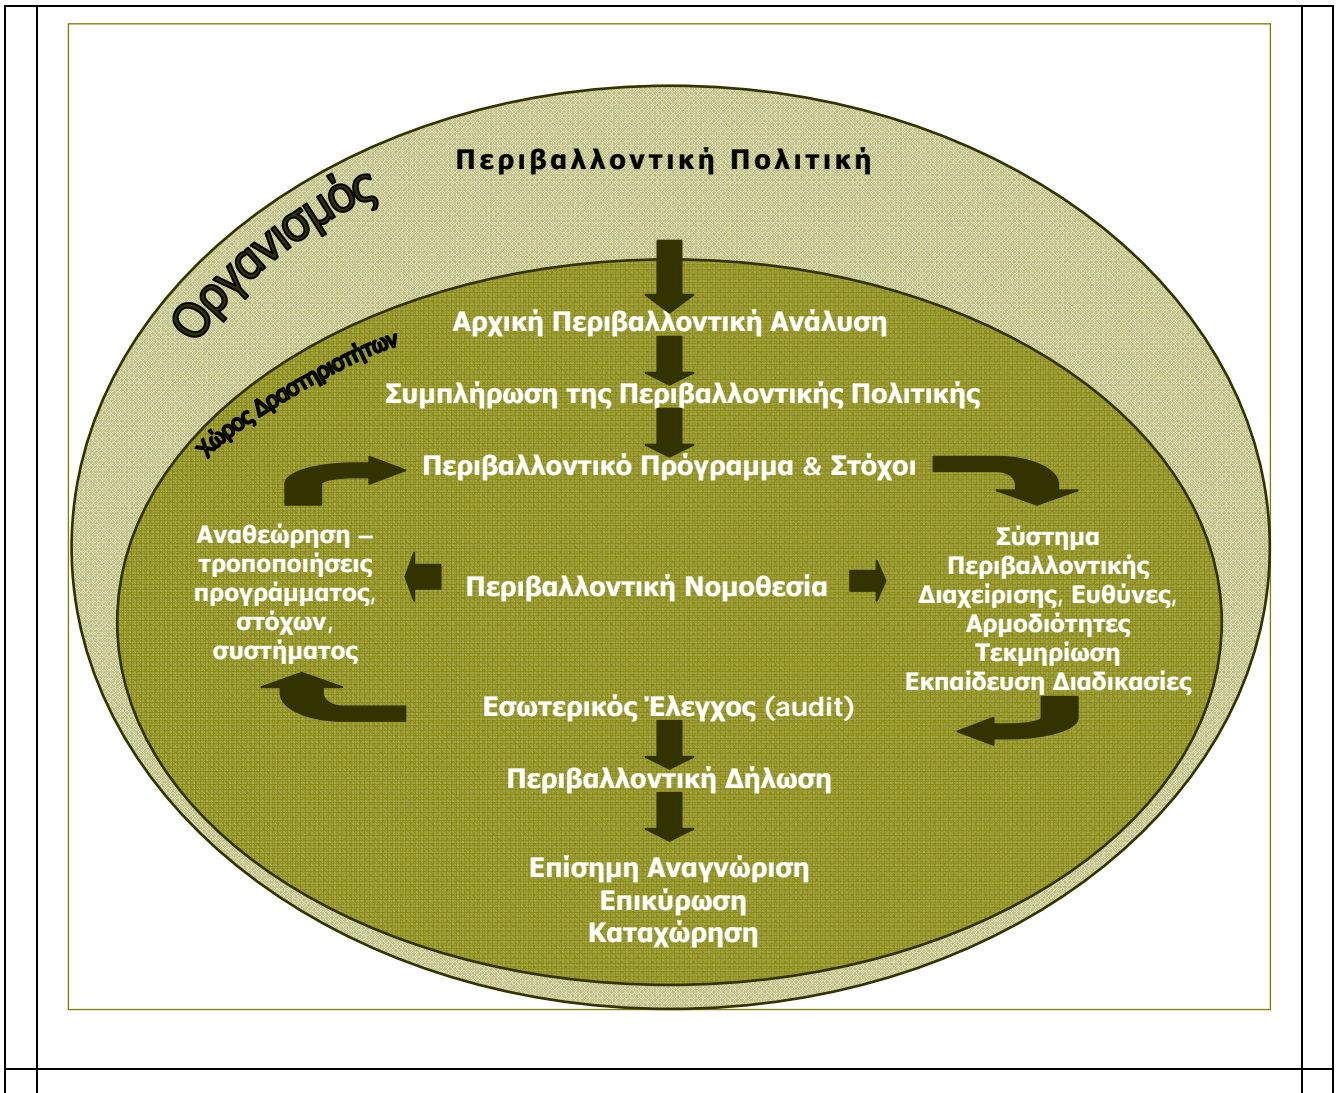 Περιβαλλοντική Πολιτική
Οργανισμός
Χώρος Δραστηριοτήτων
Αρχική Περιβαλλοντική Ανάλυση
Συμπλήρωση της Περιβαλλοντικής Πολιτικής
Περιβαλλοντικό Πρόγραμμα & Στόχοι
Αναθεώρηση –
τροποποιήσεις
προγράμματος,
στόχων,
συστήματος
Περιβαλλοντική Νομοθεσία
Σύστημα
Περιβαλλοντικής
Διαχείρισης, Ευθύνες,
Αρμοδιότητες
Τεκμηρίωση
Εκπαίδευση Διαδικασίες
Εσωτερικός Έλεγχος (audit)
Περιβαλλοντική Δήλωση
Επίσημη Αναγνώριση
Επικύρωση
Καταχώρηση